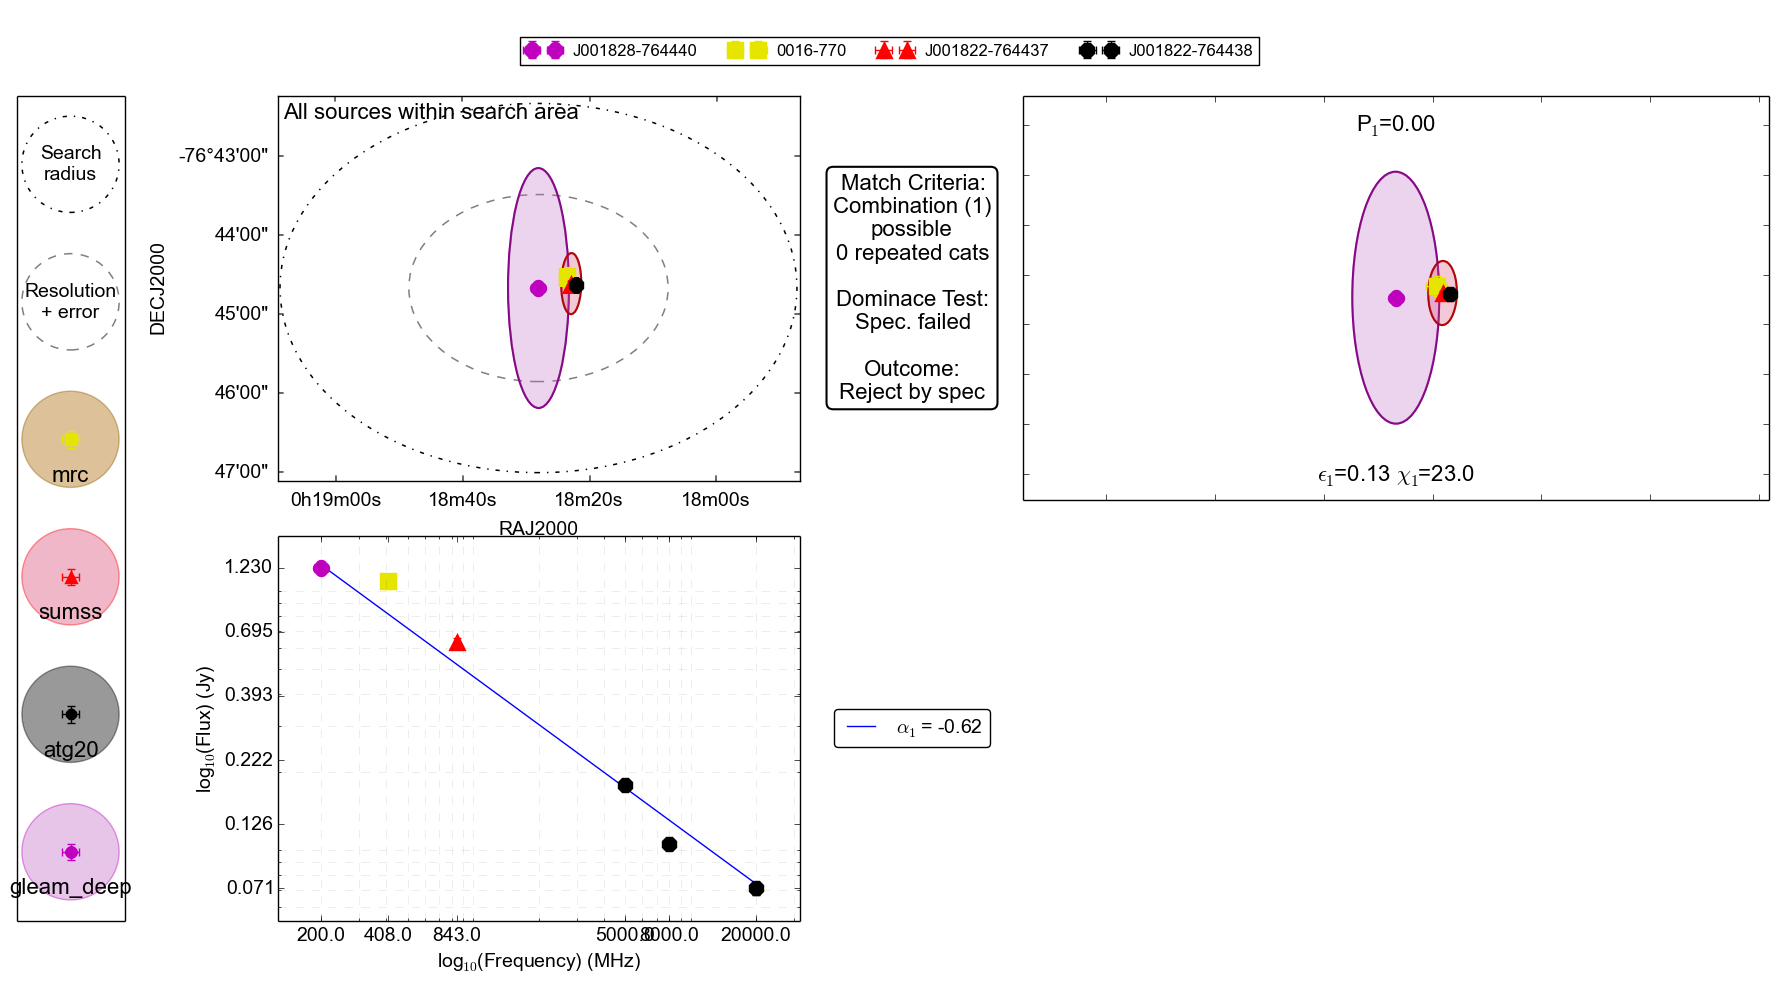 J001828-764440
0016-770
J001822-764437
J001822-764438
Search
radius
Resolution
+ error
mrc
sumss
atg20
gleam_deep
All sources within search area
DECJ2000
-76°43'00"
44'00"
45'00"
46'00"
47'00"
0h19m00s
18m40s
18m20s
18m00s
RAJ2000
Match Criteria:
Combination (1)
possible
0 repeated cats
Dominace Test:
Spec. failed
Outcome:
Reject by spec
P₁=0.00
ϵ₁=0.13 χ₁=23.0
log₁₀(Flux) (Jy)
1.230
0.695
0.393
0.222
0.126
0.071
200.0
408.0
843.0
5000.0
8000.0
20000.0
log₁₀(Frequency) (MHz)
α₁ = -0.62